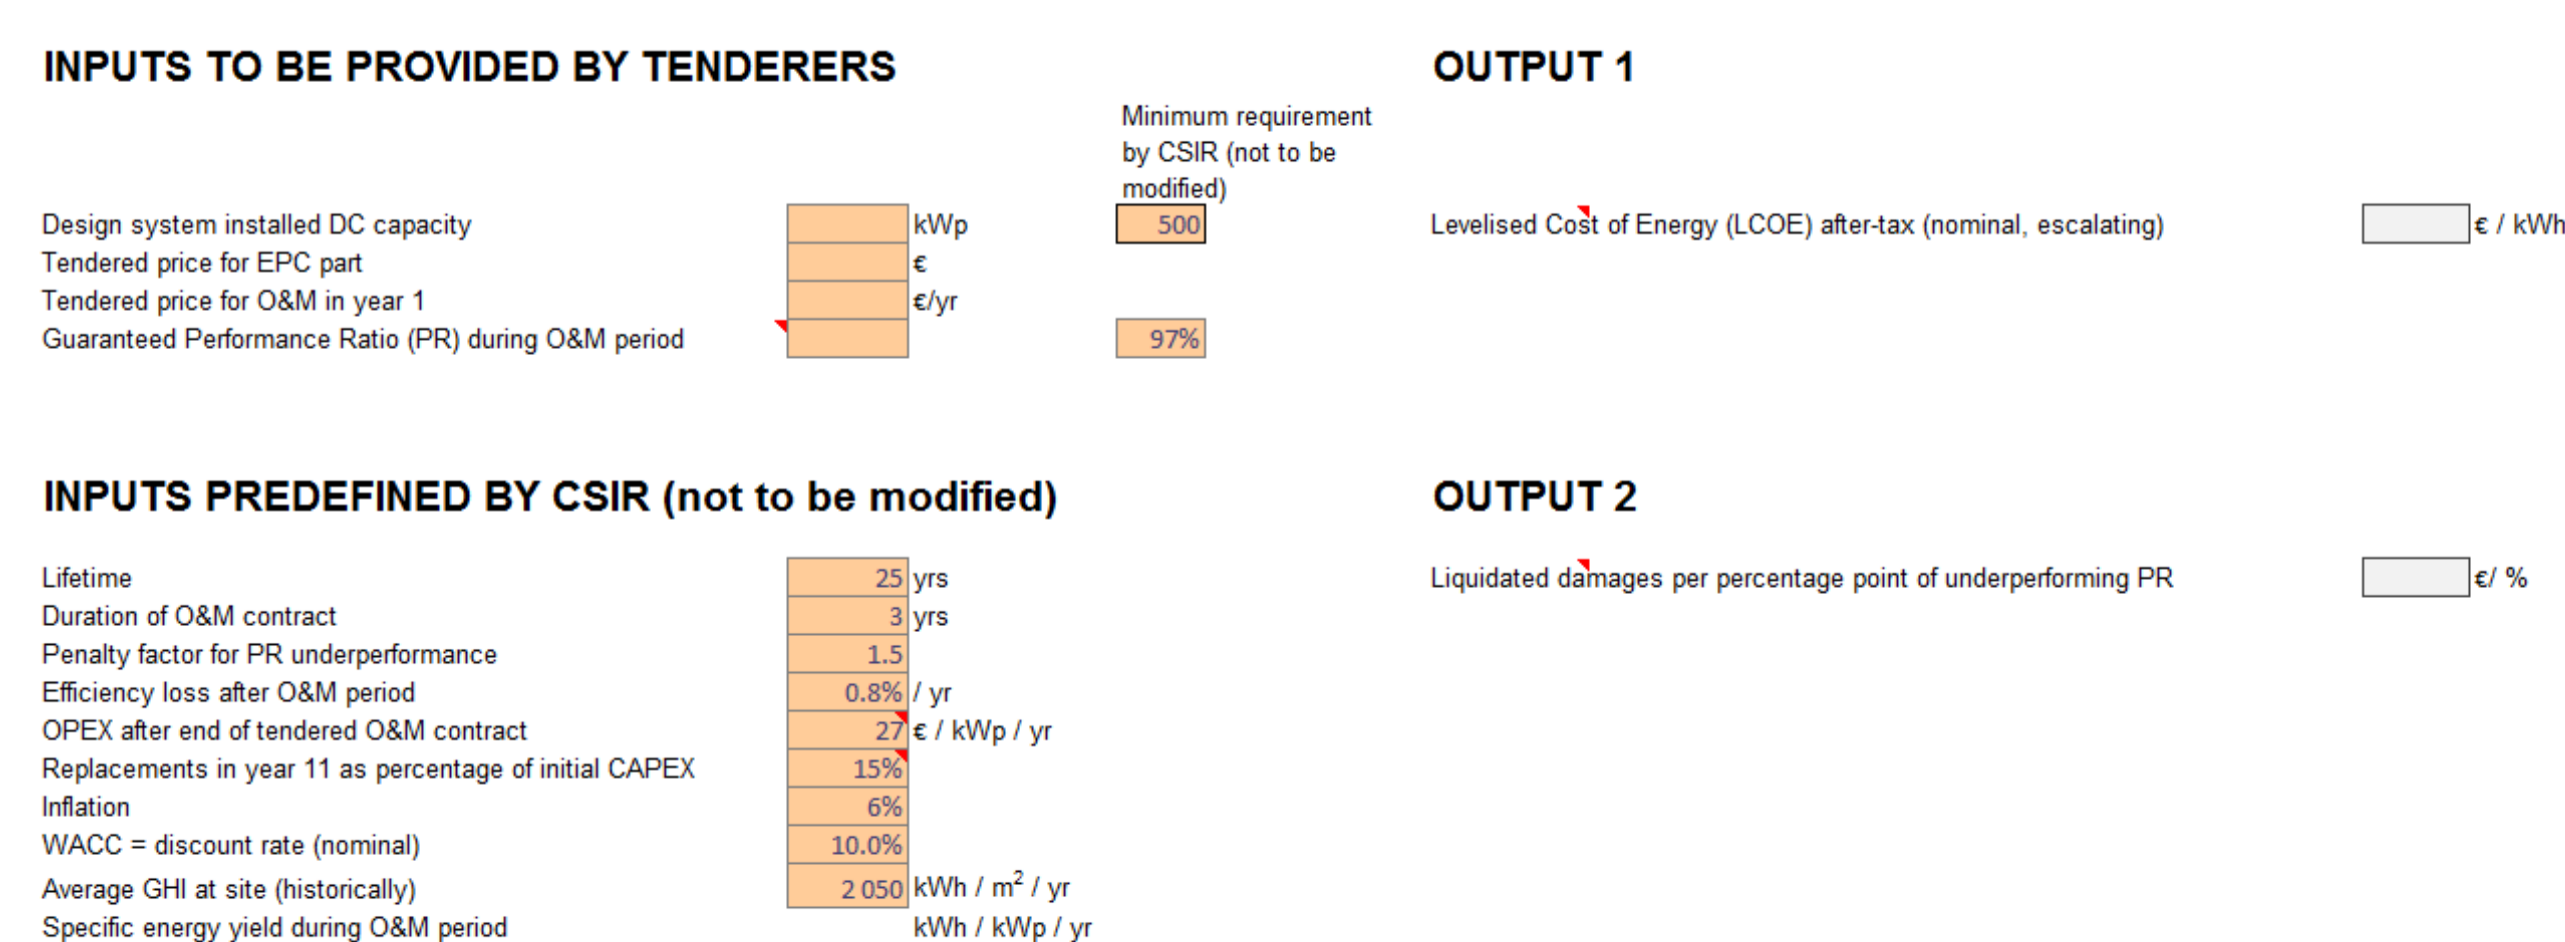 INPUTS TO BE PROVIDED BY TENDERERS
OUTPUT 1
Minimum requirement
by CSIR (not to be
modified)
Design system installed DC capacity kWp 500
Levelised Cost of Energy (LCOE) after-tax (nominal, escalating) € / kWh
Tendered price for EPC part €
Tendered price for O&M in year 1 €/yr
Guaranteed Performance Ratio (PR) during O&M period 97%
INPUTS PREDEFINED BY CSIR (not to be modified)
OUTPUT 2
Lifetime 25 yrs
Liquidated damages per percentage point of underperforming PR €/ %
Duration of O&M contract 3 yrs
Penalty factor for PR underperformance 1.5
Efficiency loss after O&M period 0.8% / yr
OPEX after end of tendered O&M contract 27 € / kWp / yr
Replacements in year 11 as percentage of initial CAPEX 15%
Inflation 6%
WACC = discount rate (nominal) 10.0%
Average GHI at site (historically) 2 050 kWh / m² / yr
Specific energy yield during O&M period kWh / kWp / yr